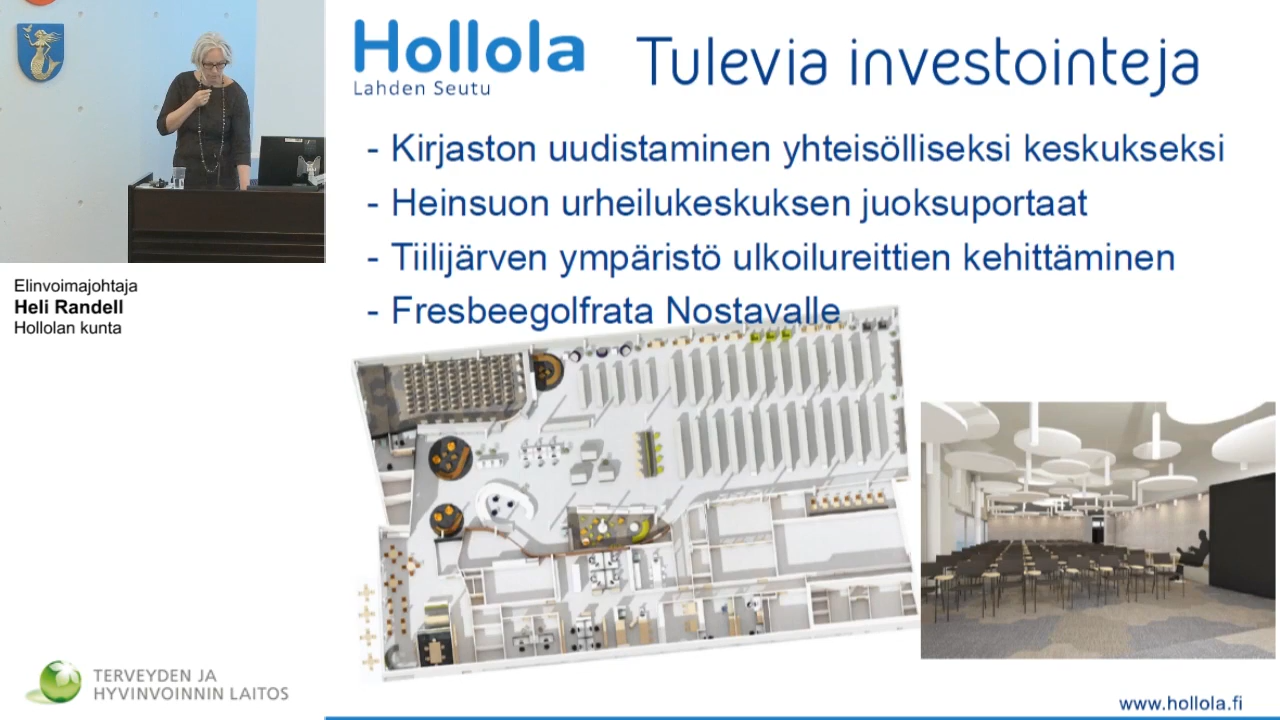 Hollola
Lahden Seutu
Tulevia investointeja
- Kirjaston uudistaminen yhteisölliseksi keskukseksi
- Heinsuon urheilukeskuksen juoksuportaat
- Tiilijärven ympäristö ulkoilureittien kehittäminen
- Fresbeegolfrata Nostavalle
Elinvoimajohtaja
Heli Randell
Hollolan kunta
TERVEYDEN JA
HYVINVOINNIN LAITOS
www.hollola.fi